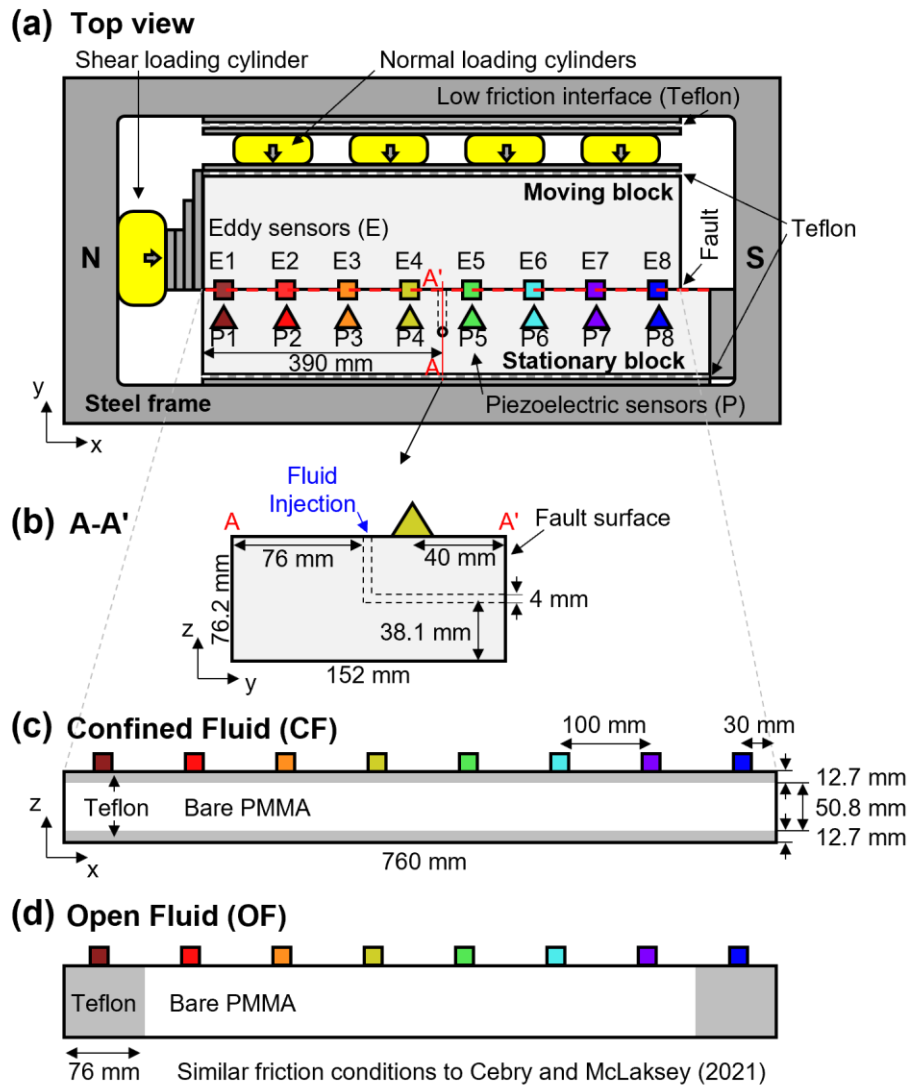 (a) Top view
Shear loading cylinder
Normal loading cylinders
Low friction interface (Teflon)
Moving block
Eddy sensors (E)
Teflon
Fault
N
S
E1 E2 E3 E4 E5 E6 E7 E8
A'
P1 P2 P3 P4 P5 P6 P7 P8
390 mm
A
Stationary block
Steel frame
Piezoelectric sensors (P)
y
x
(b) A-A'
Fluid
Injection
A
A'
Fault surface
76 mm
40 mm
76.2 mm
4 mm
38.1 mm
z
y
152 mm
(c) Confined Fluid (CF)
100 mm
30 mm
12.7 mm
Teflon
Bare PMMA
50.8 mm
12.7 mm
z
x
760 mm
(d) Open Fluid (OF)
Teflon
Bare PMMA
76 mm
Similar friction conditions to Cebry and McLaksey (2021)